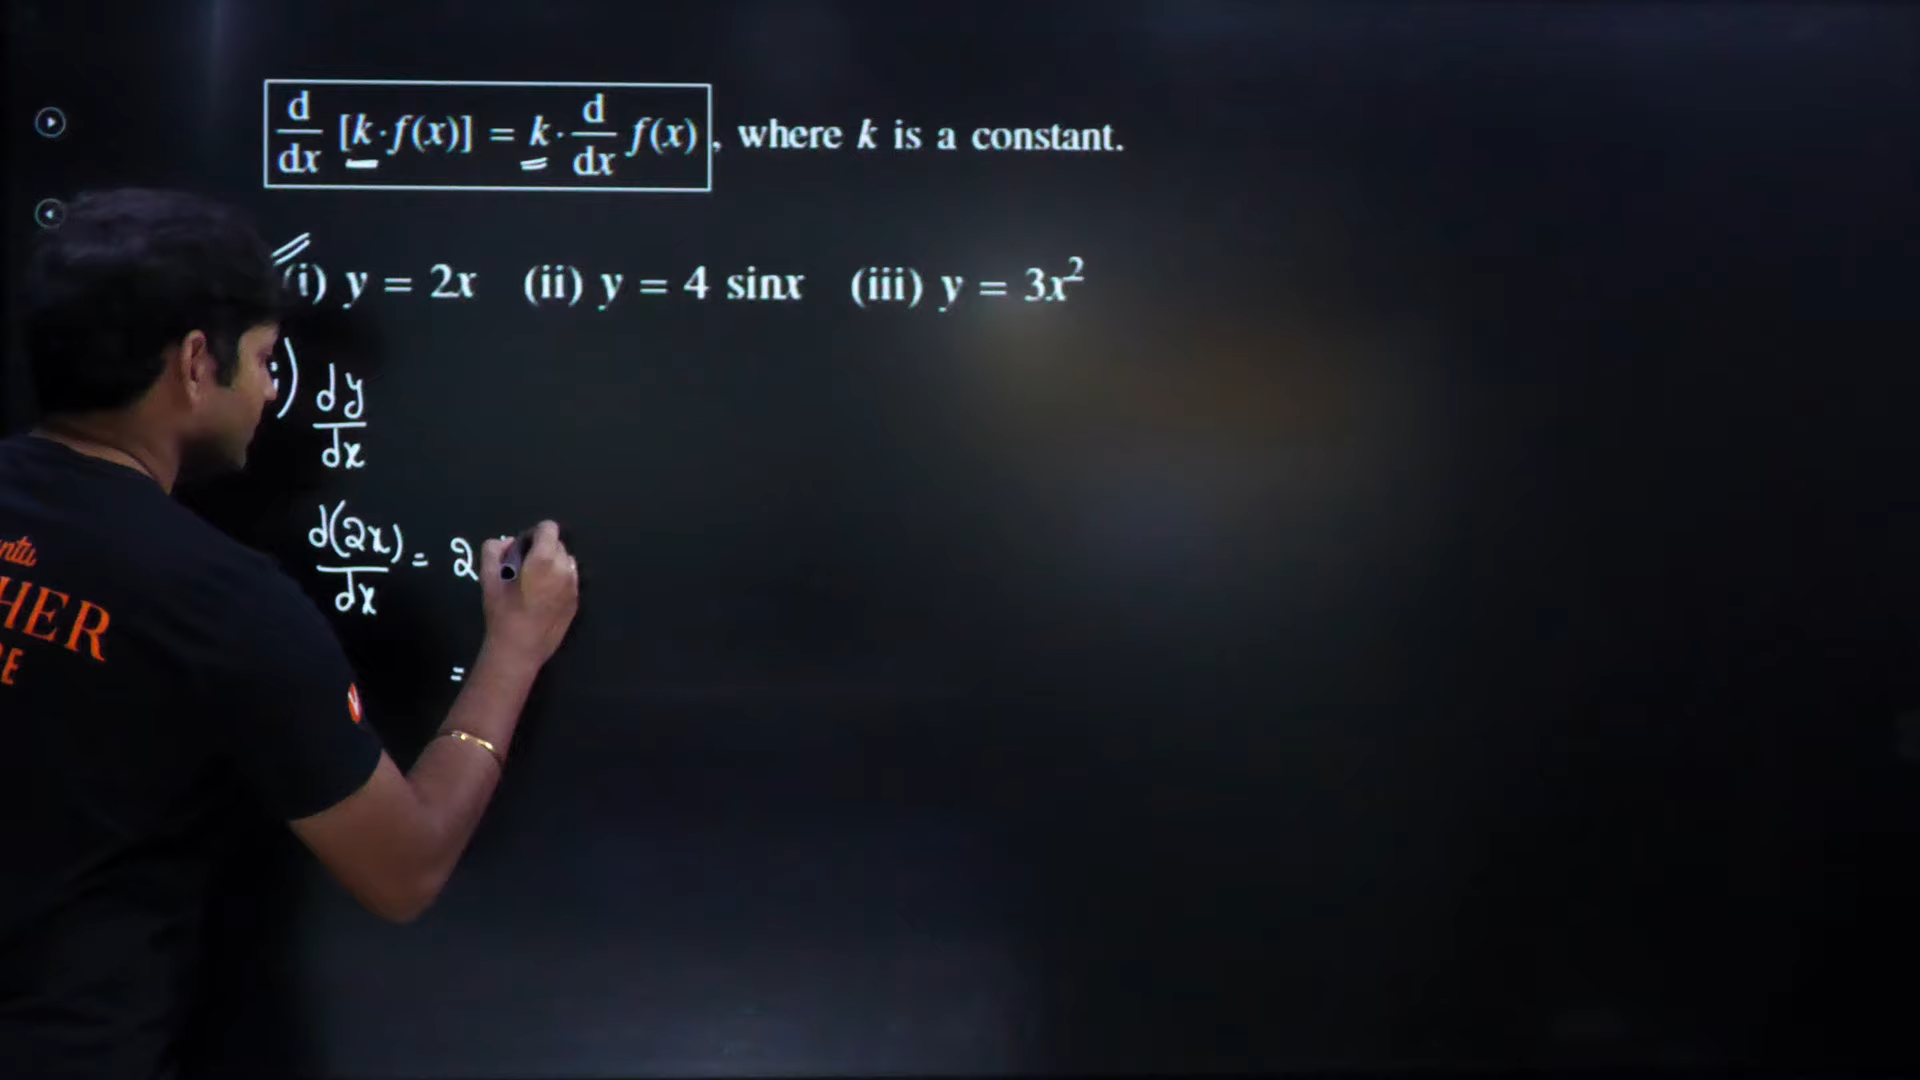 d/dx [k·f(x)] = k·d/dx f(x), where k is a constant.
(i) y = 2x (ii) y = 4 sinx (iii) y = 3x²
:) dy/dx
d(2x)/dx = 2
=
HER